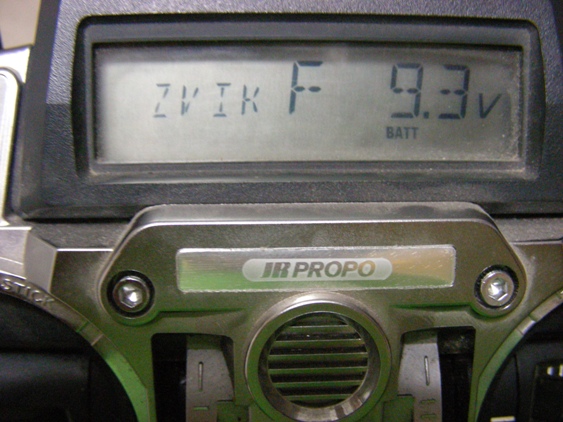 ZVIK F 9.3V
BATT
JR PROPO
STICK